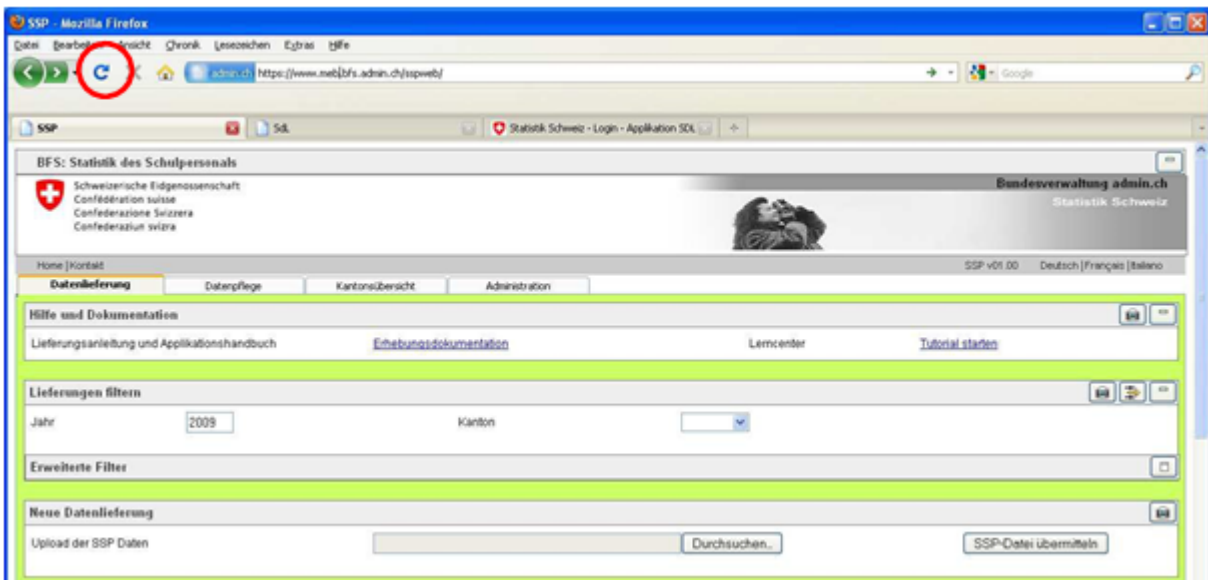 SSP - Mozilla Firefox
Datei Bearbeiten Ansicht Chronik Lesezeichen Extras Hilfe
admin.ch https://www.meb.bfs.admin.ch/sspweb/ Google
SSP SdL Statistik Schweiz - Login - Applikation SDL
BFS: Statistik des Schulpersonals
Schweizerische Eidgenossenschaft
Confédération suisse
Confederazione Svizzera
Confederaziun svizra
Bundesverwaltung admin.ch
Statistik Schweiz
Home | Kontakt SSP v01.00 Deutsch | Français | Italiano
Datenlieferung Datenpflege Kantonsübersicht Administration
Hilfe und Dokumentation
Lieferungsanleitung und Applikationshandbuch Erhebungsdokumentation Lerncenter Tutorial starten
Lieferungen filtern
Jahr 2009 Kanton
Erweiterte Filter
Neue Datenlieferung
Upload der SSP Daten Durchsuchen.. SSP-Datei übermitteln